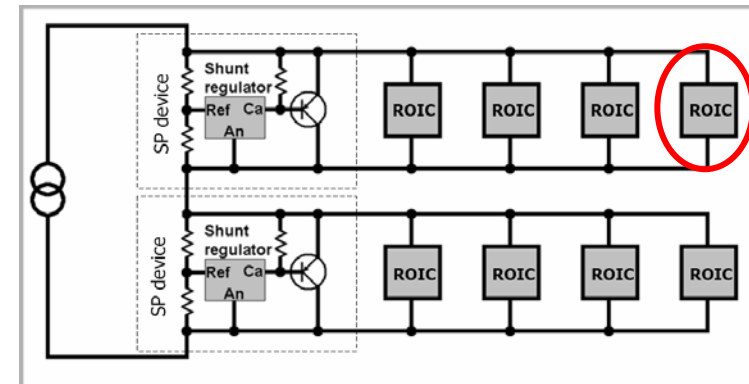 SP device
Shunt
regulator
Ref Ca
An
ROIC ROIC ROIC ROIC
SP device
Shunt
regulator
Ref Ca
An
ROIC ROIC ROIC ROIC